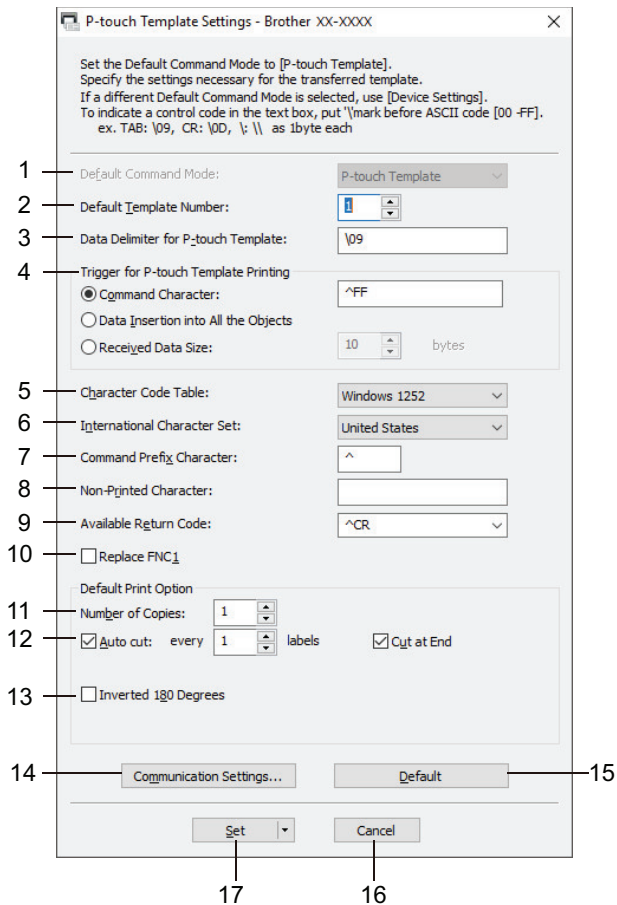 P-touch Template Settings - Brother XX-XXXX
Set the Default Command Mode to [P-touch Template].
Specify the settings necessary for the transferred template.
If a different Default Command Mode is selected, use [Device Settings].
To indicate a control code in the text box, put '\'mark before ASCII code [00 -FF].
ex. TAB: \09, CR: \0D, \: \\ as 1byte each
1 Default Command Mode: P-touch Template
2 Default Template Number: 1
3 Data Delimiter for P-touch Template: \09
4 Trigger for P-touch Template Printing
Command Character: ^FF
Data Insertion into All the Objects
Received Data Size: 10 bytes
5 Character Code Table: Windows 1252
6 International Character Set: United States
7 Command Prefix Character: ^
8 Non-Printed Character:
9 Available Return Code: ^CR
10 Replace FNC1
Default Print Option
11 Number of Copies: 1
12 Auto cut: every 1 labels Cut at End
13 Inverted 180 Degrees
14 Communication Settings... Default 15
Set Cancel
17 16